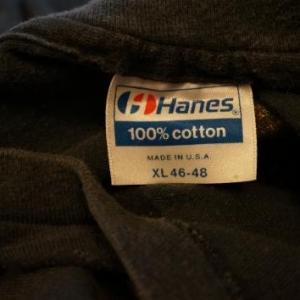 Hanes
100% cotton
MADE IN U.S.A.
XL 46-48